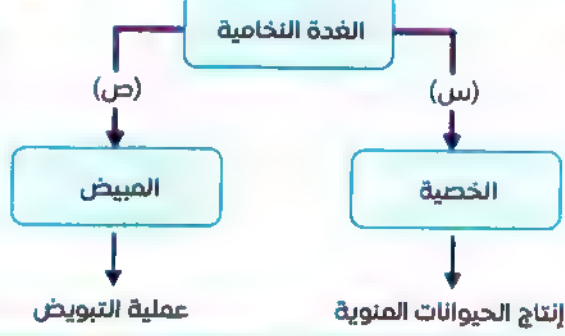 الغدة النخامية
(س)
(ص)
الخصية
المبيض
إنتاج الحيوانات المنوية
عملية التبويض